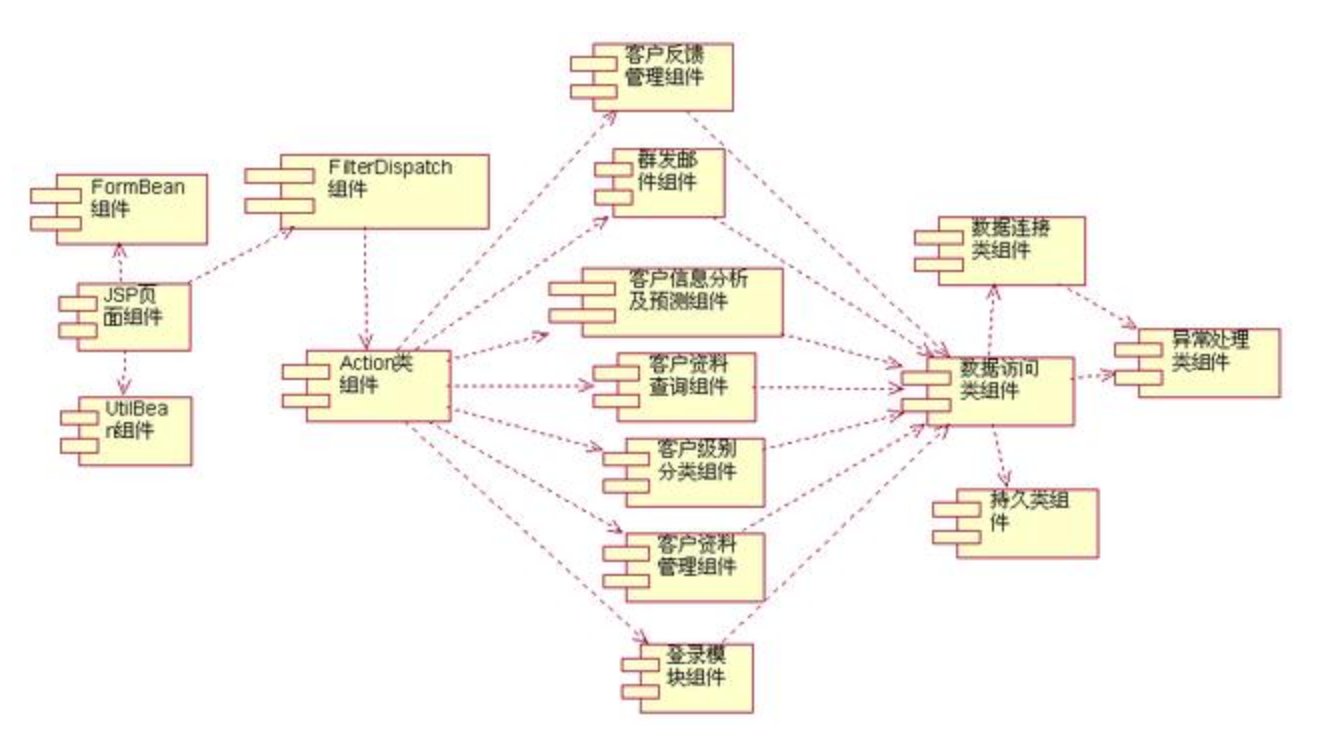 客户反馈
管理组件
群发邮
件组件
FilterDispatch
组件
FormBean
组件
数据连接
类组件
客户信息分析
及预测组件
JSP页
面组件
异常处理
类组件
Action类
组件
客户资料
查询组件
数据访问
类组件
UtilBea
n组件
客户级别
分类组件
持久类组
件
客户资料
管理组件
登录模
块组件